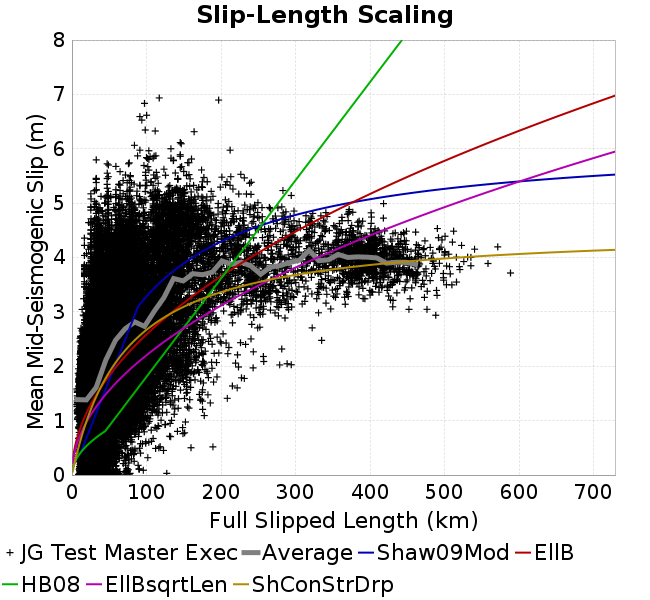 Slip-Length Scaling
8
7
6
5
4
3
2
1
0
Mean Mid-Seismogenic Slip (m)
0 100 200 300 400 500 600 700
Full Slipped Length (km)
JG Test Master Exec Average Shaw09Mod EllB
HB08 EllBsqrtLen ShConStrDrp